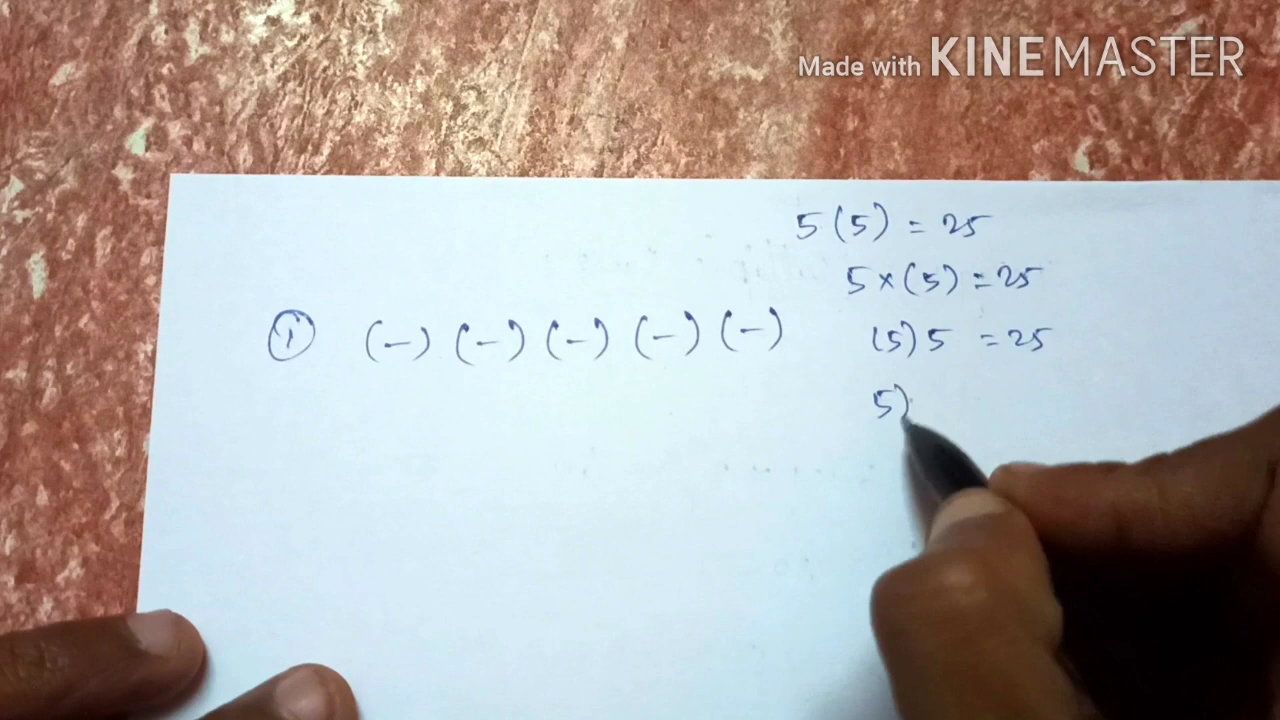 Made with KINEMASTER
5(5) = 25
5×(5) = 25
① (-) (-) (-) (-) (-)
(5)5 = 25
5)